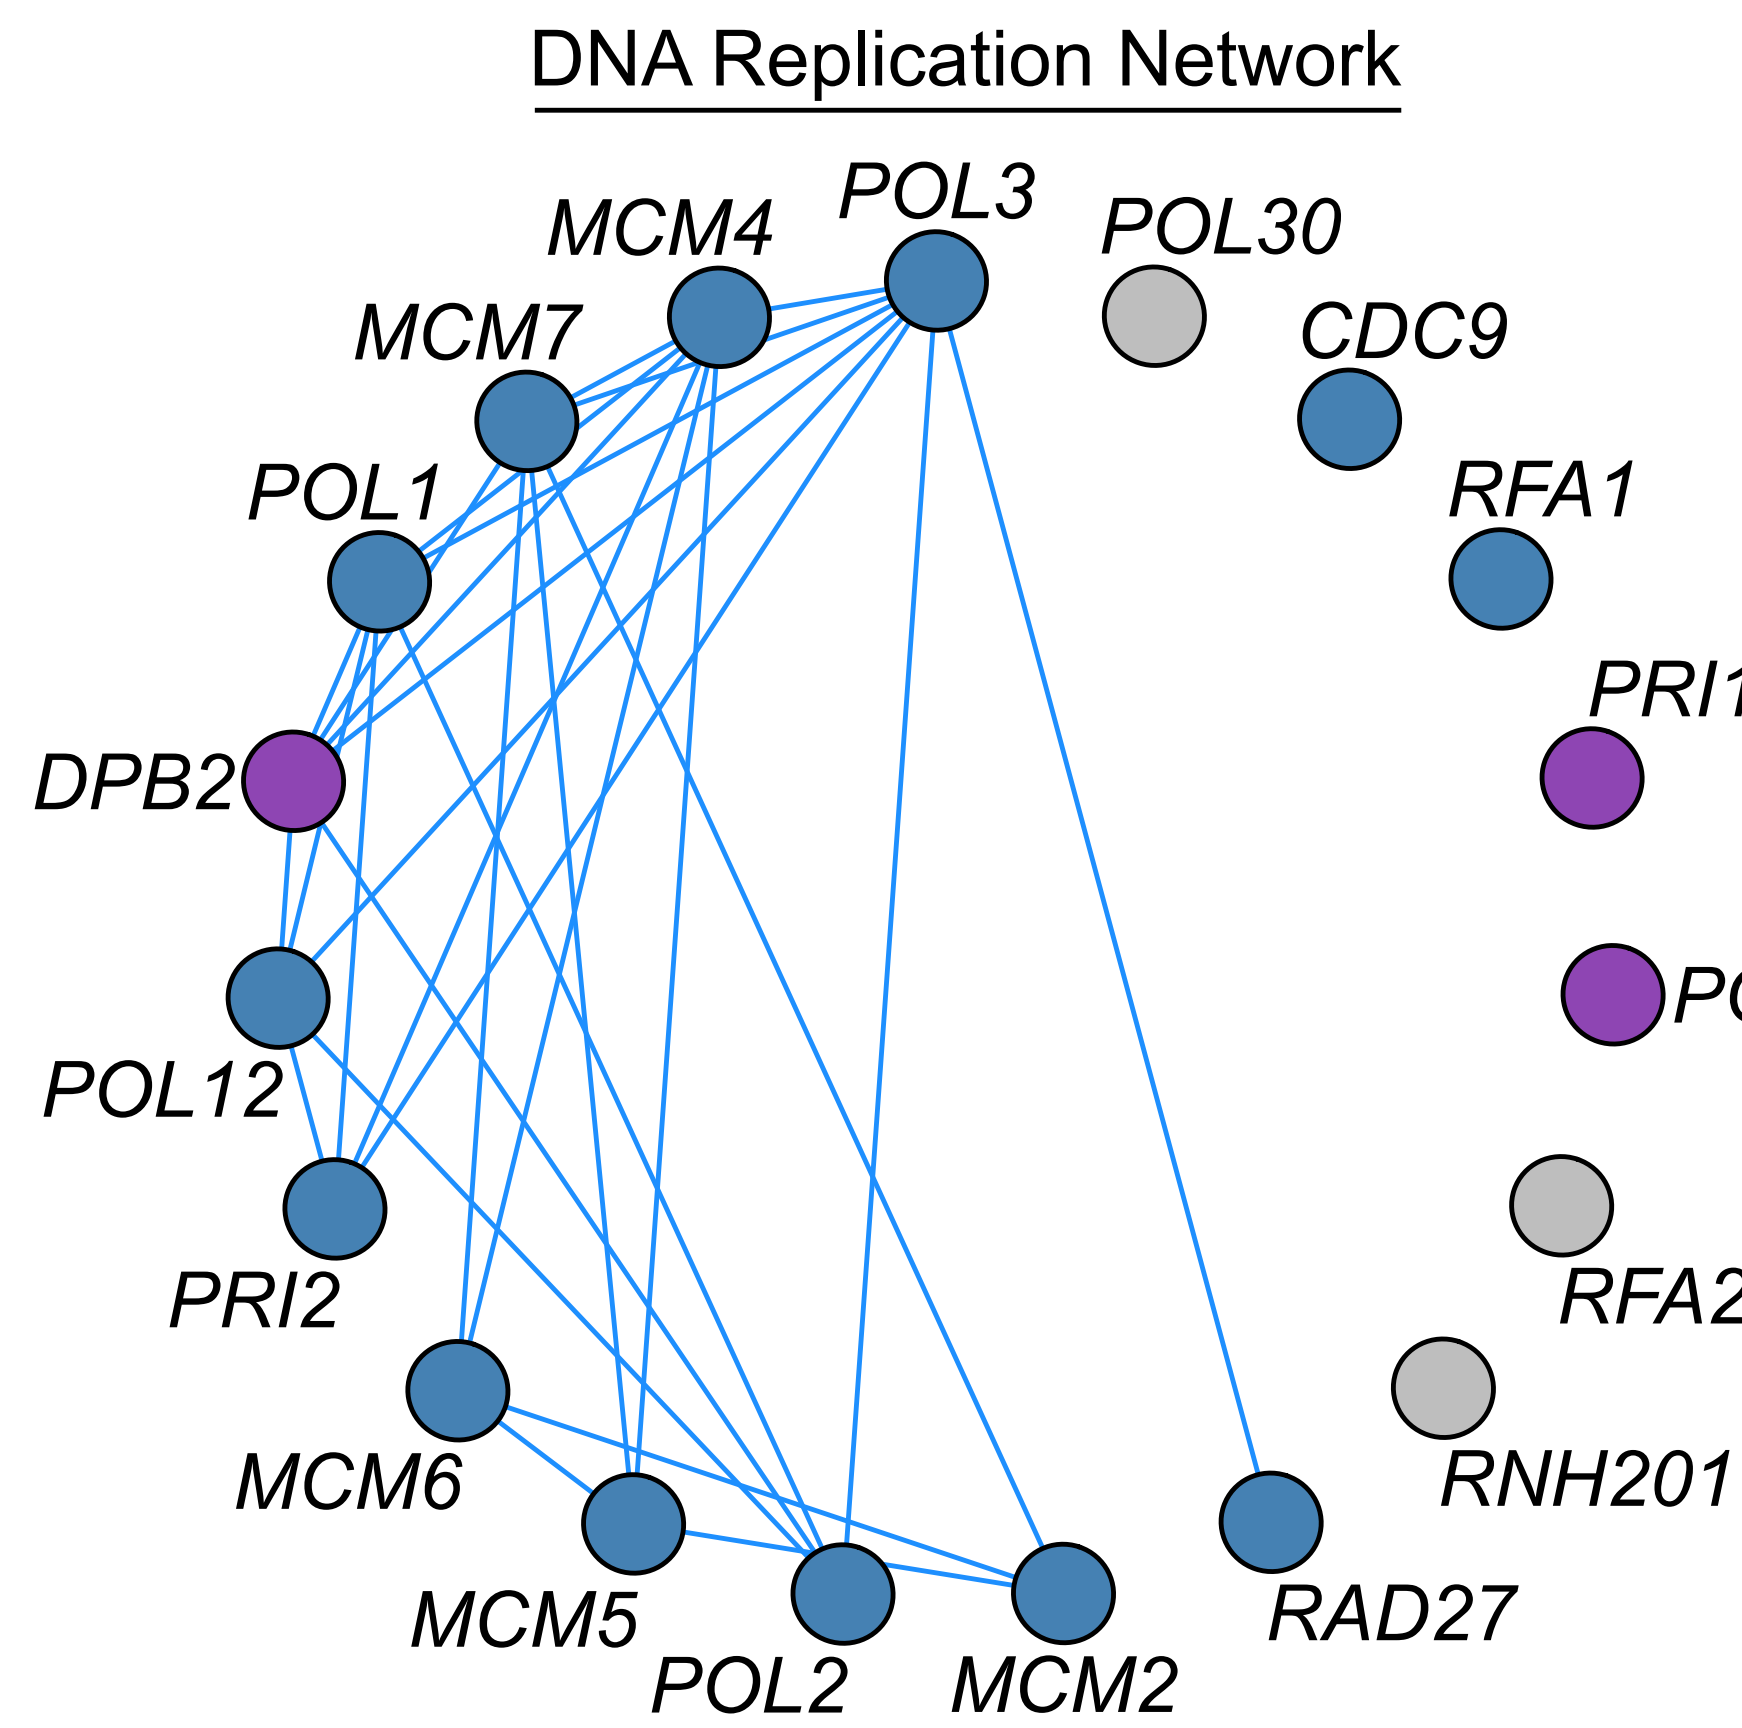 DNA Replication Network
POL3
MCM4
POL30
MCM7
CDC9
POL1
RFA1
PRI1
DPB2
POL12
RFA2
PRI2
MCM6
RNH201
MCM5
RAD27
POL2
MCM2